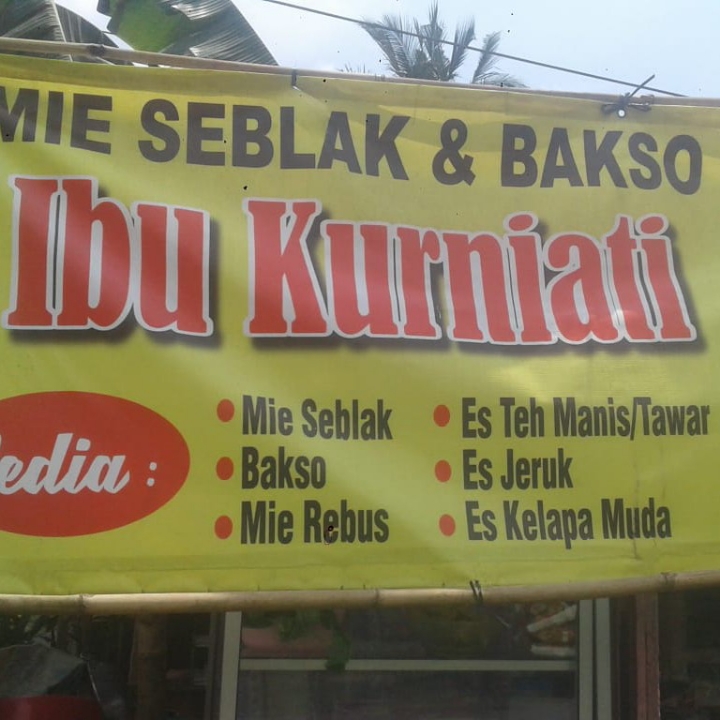 MIE SEBLAK & BAKSO
Ibu Kurniati
edia :
• Mie Seblak
• Bakso
• Mie Rebus
• Es Teh Manis/Tawar
• Es Jeruk
• Es Kelapa Muda